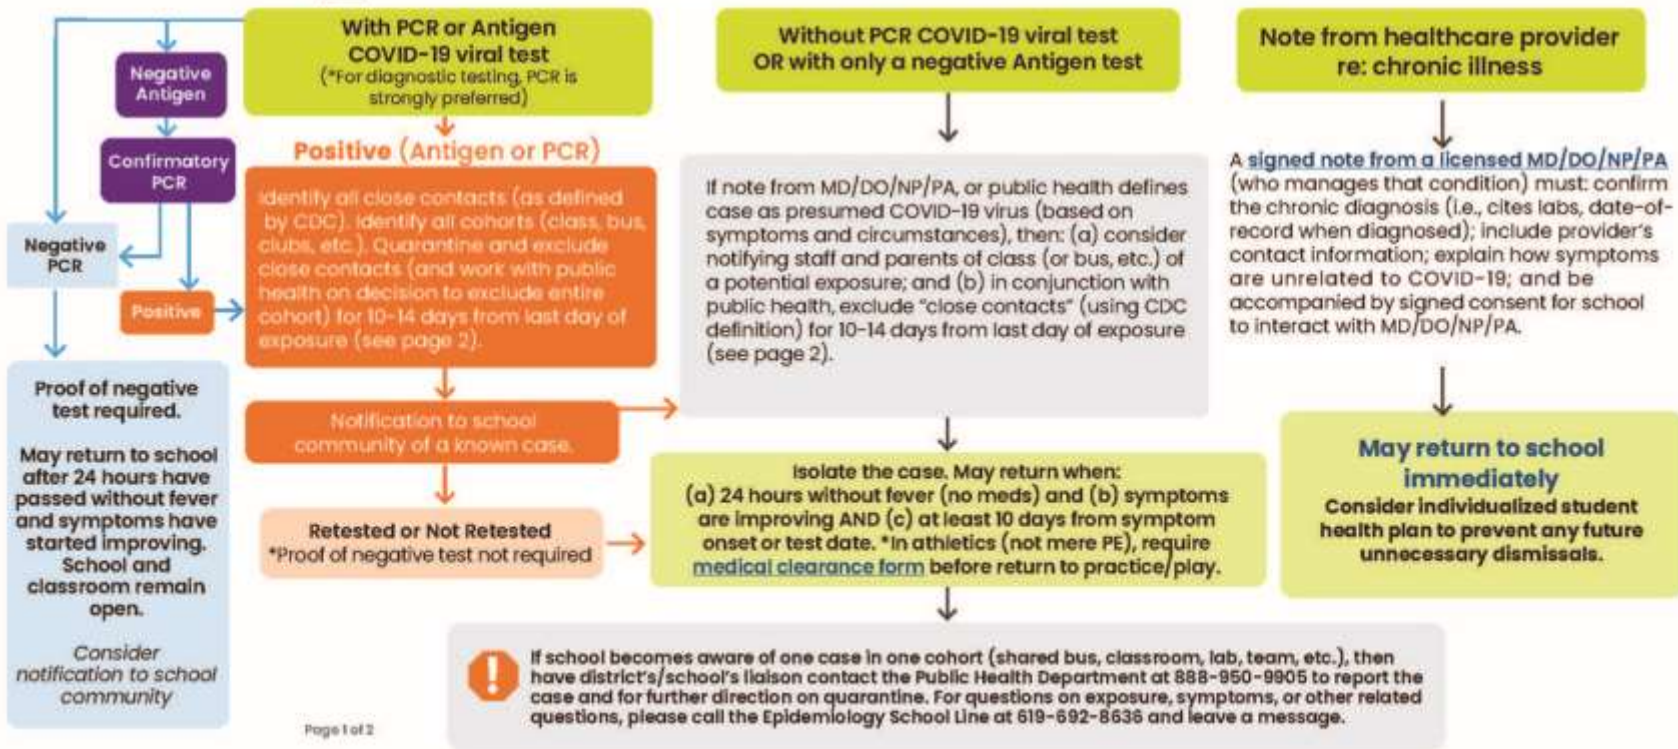 With PCR or Antigen
COVID-19 viral test
(*For diagnostic testing, PCR is
strongly preferred)
Negative
Antigen
Confirmatory
PCR
Negative
PCR
Positive
Proof of negative
test required.
May return to school
after 24 hours have
passed without fever
and symptoms have
started improving.
School and
classroom remain
open.
Consider
notification to school
community
Positive (Antigen or PCR)
Identify all close contacts (as defined
by CDC). Identify all cohorts (class, bus,
clubs, etc.). Quarantine and exclude
close contacts (and work with public
health on decision to exclude entire
cohort) for 10-14 days from last day of
exposure (see page 2).
Notification to school
community of a known case.
Retested or Not Retested
*Proof of negative test not required
Without PCR COVID-19 viral test
OR with only a negative Antigen test
If note from MD/DO/NP/PA, or public health defines
case as presumed COVID-19 virus (based on
symptoms and circumstances), then: (a) consider
notifying staff and parents of class (or bus, etc.) of
a potential exposure; and (b) in conjunction with
public health, exclude "close contacts" (using CDC
definition) for 10-14 days from last day of exposure
(see page 2).
Isolate the case. May return when:
(a) 24 hours without fever (no meds) and (b) symptoms
are improving AND (c) at least 10 days from symptom
onset or test date. *In athletics (not mere PE), require
medical clearance form before return to practice/play.
Note from healthcare provider
re: chronic illness
A signed note from a licensed MD/DO/NP/PA
(who manages that condition) must: confirm
the chronic diagnosis (i.e., cites labs, date-of-
record when diagnosed); include provider's
contact information; explain how symptoms
are unrelated to COVID-19; and be
accompanied by signed consent for school
to interact with MD/DO/NP/PA.
May return to school
immediately
Consider individualized student
health plan to prevent any future
unnecessary dismissals.
!
If school becomes aware of one case in one cohort (shared bus, classroom, lab, team, etc.), then
have district's/school's liaison contact the Public Health Department at 888-950-9905 to report the
case and for further direction on quarantine. For questions on exposure, symptoms, or other related
questions, please call the Epidemiology School Line at 619-692-8636 and leave a message.
Page 1 of 2